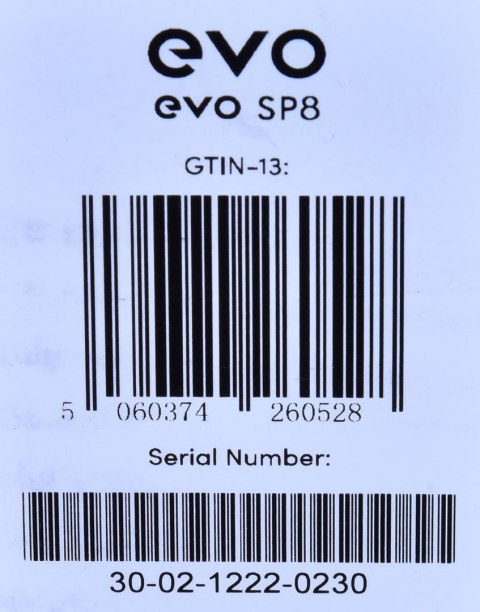 evo
evo SP8
GTIN-13:
5 060374 260528
Serial Number:
30-02-1222-0230